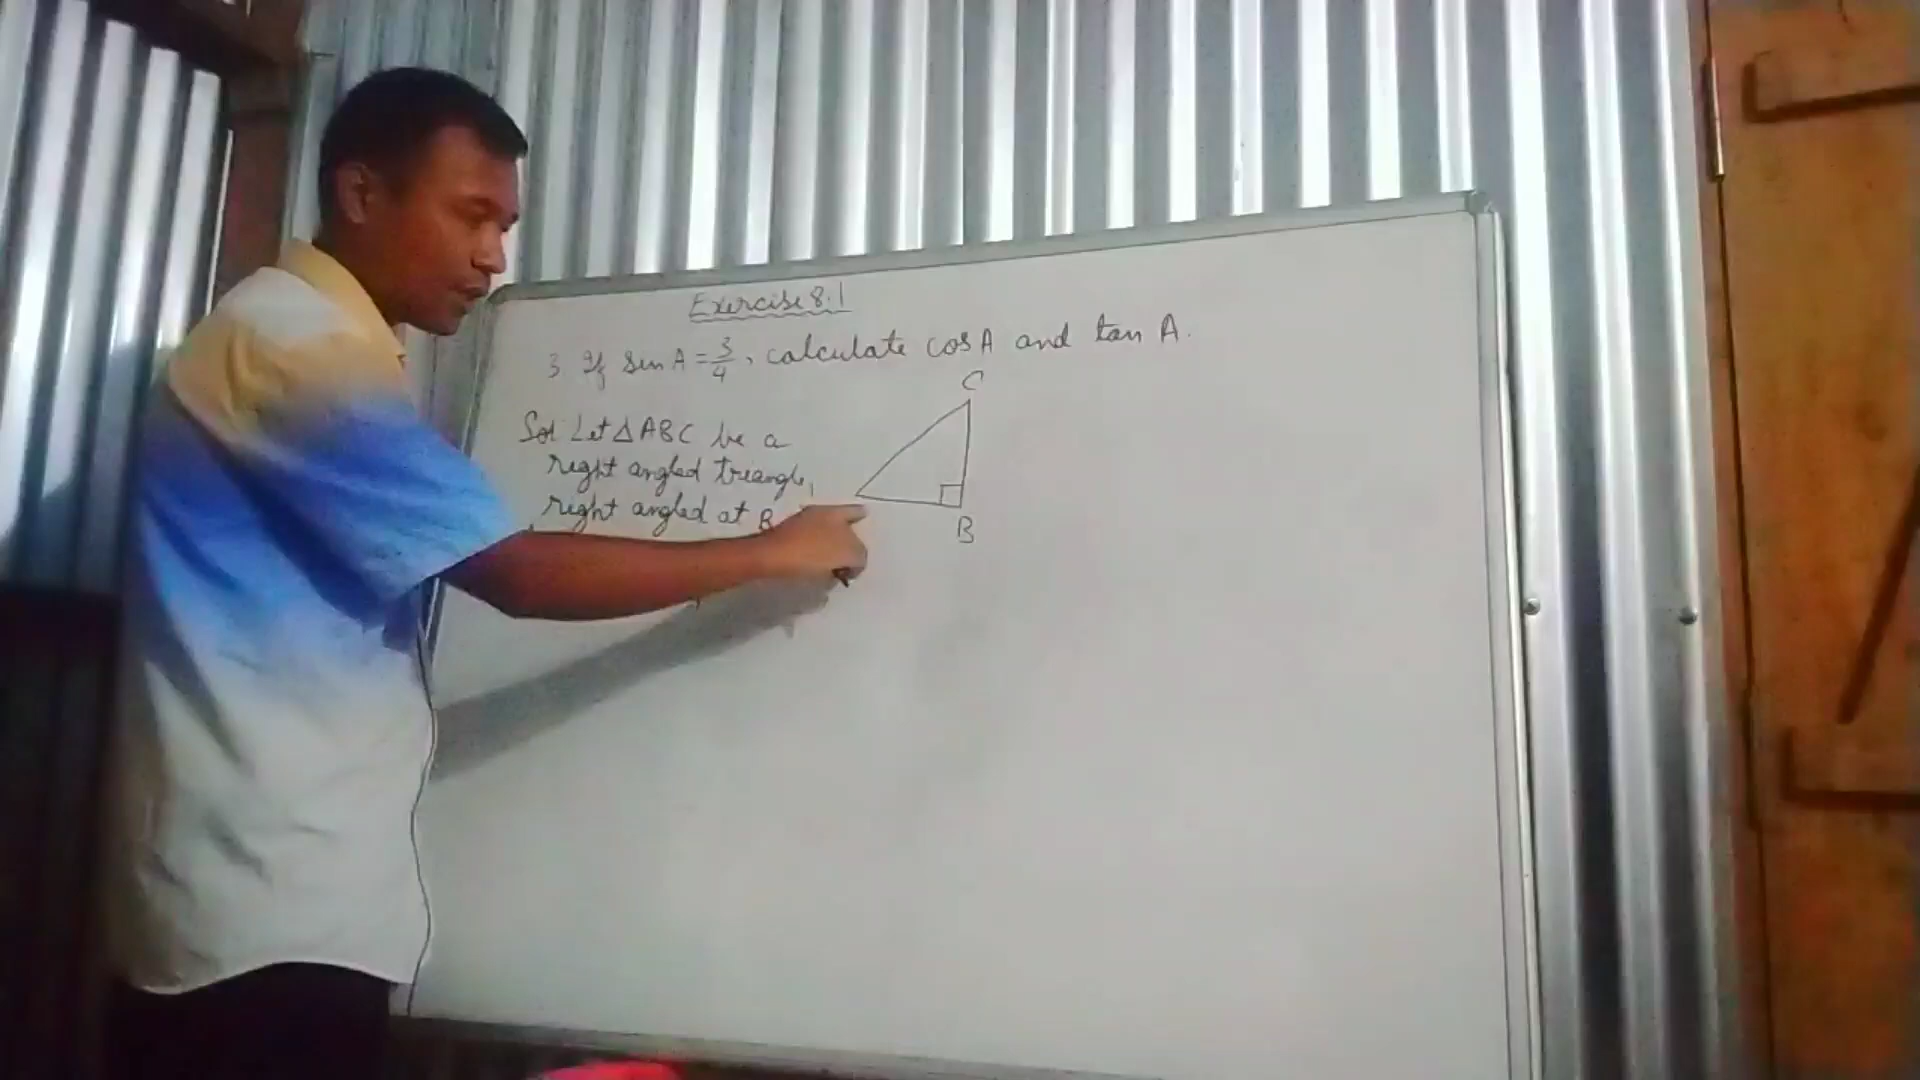 Exercise 8.1
3 If sin A = 3/4, calculate cos A and tan A.
C
Sol Let △ABC be a
right angled triangle,
right angled at B
B